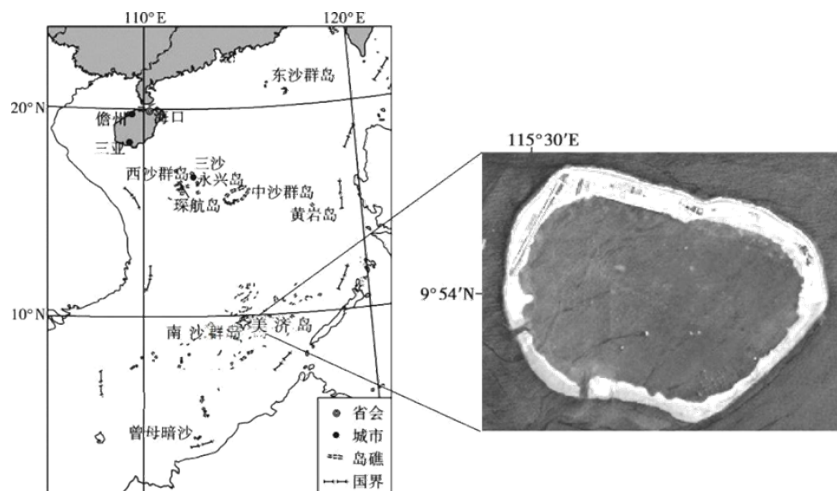 110°E
120°E
东沙群岛
20°N
儋州
海口
三亚
三沙
西沙群岛
永兴岛
中沙群岛
琛航岛
黄岩岛
10°N
南沙群岛
美济岛
曾母暗沙
省会
城市
岛礁
国界
115°30′E
9°54′N